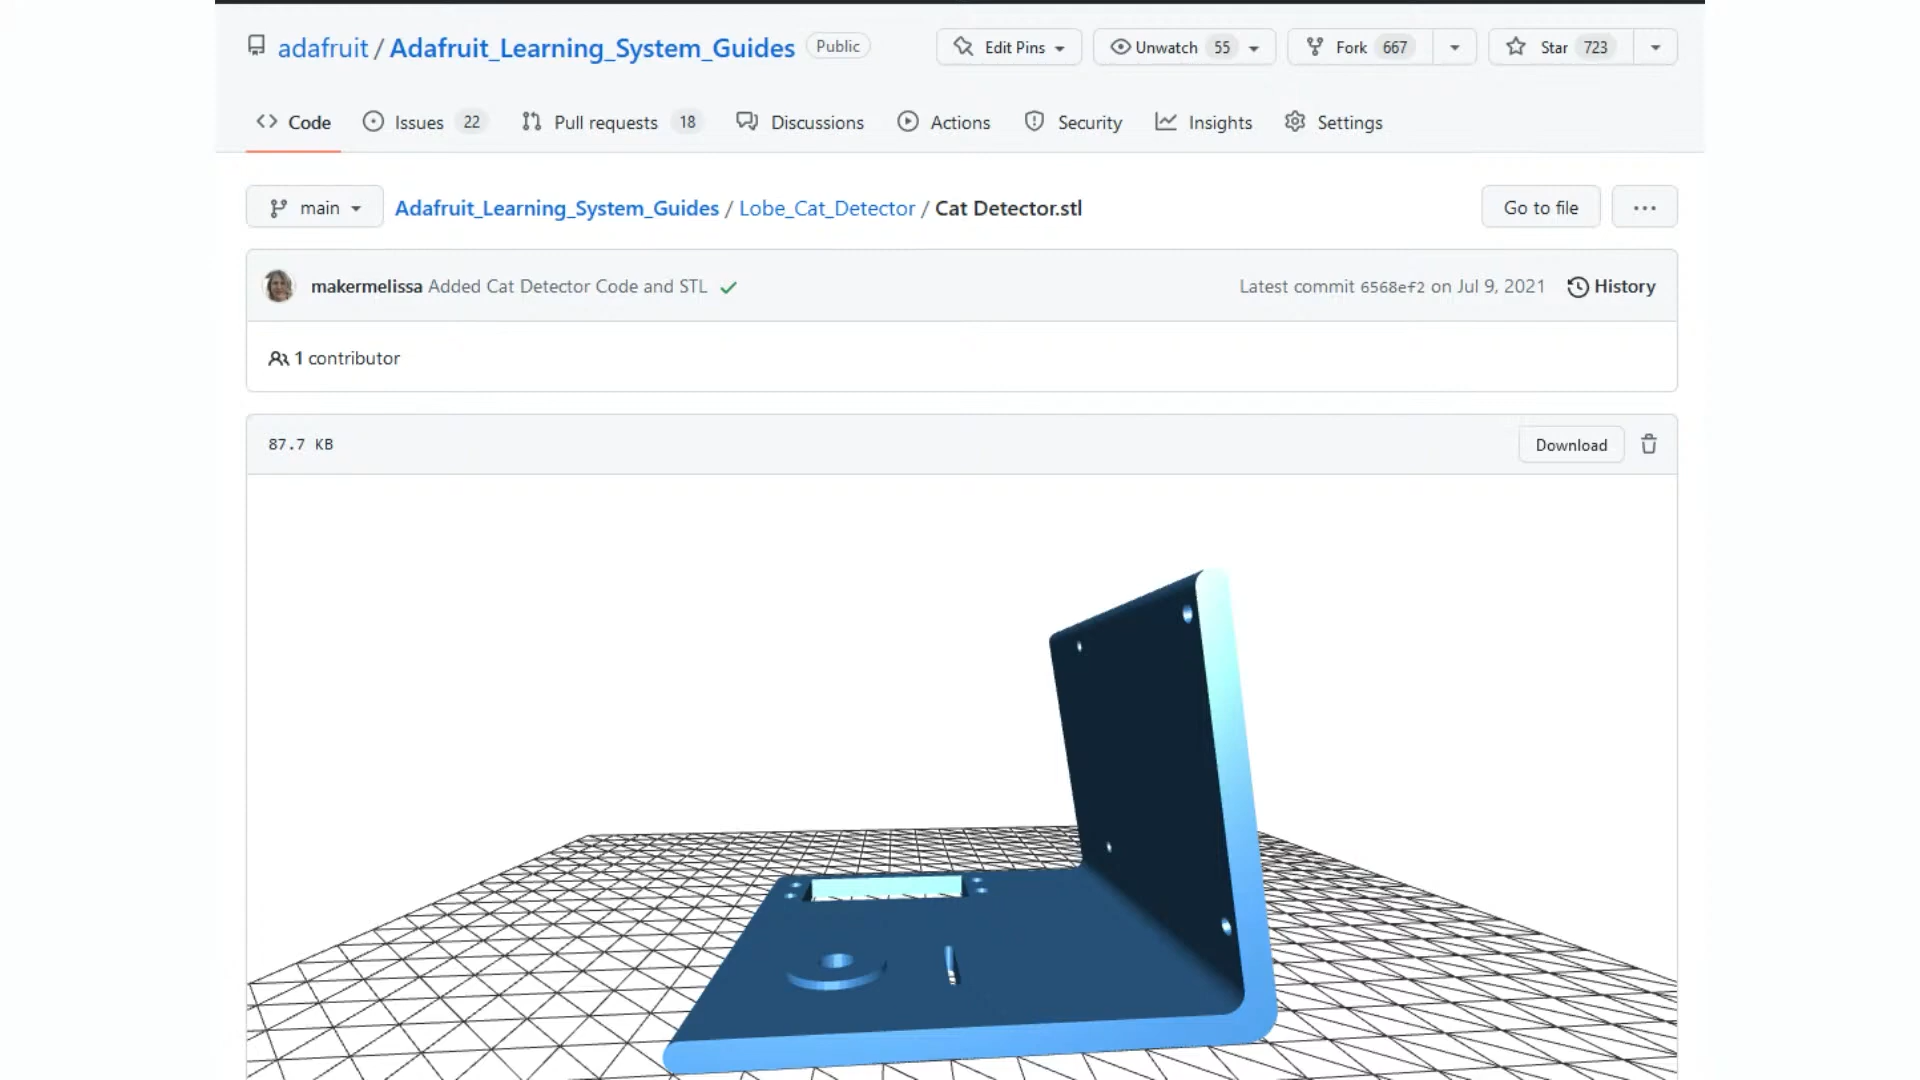 adafruit / Adafruit_Learning_System_Guides Public Edit Pins Unwatch 55 Fork 667 Star 723
Code Issues 22 Pull requests 18 Discussions Actions Security Insights Settings
main Adafruit_Learning_System_Guides / Lobe_Cat_Detector / Cat Detector.stl Go to file ...
makermelissa Added Cat Detector Code and STL Latest commit 6568ef2 on Jul 9, 2021 History
1 contributor
87.7 KB Download